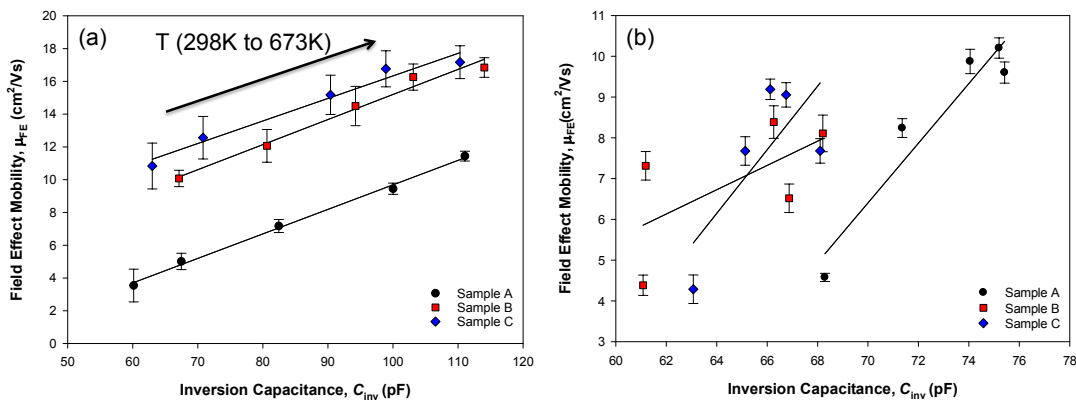 (a)
T (298K to 673K)
Field Effect Mobility, μFE (cm²/Vs)
20
18
16
14
12
10
8
6
4
2
0
50 60 70 80 90 100 110 120
Sample A
Sample B
Sample C
Inversion Capacitance, Cinv (pF)
(b)
Field Effect Mobility, μFE(cm²/Vs)
11
10
9
8
7
6
5
4
3
60 62 64 66 68 70 72 74 76 78
Sample A
Sample B
Sample C
Inversion Capacitance, Cinv (pF)